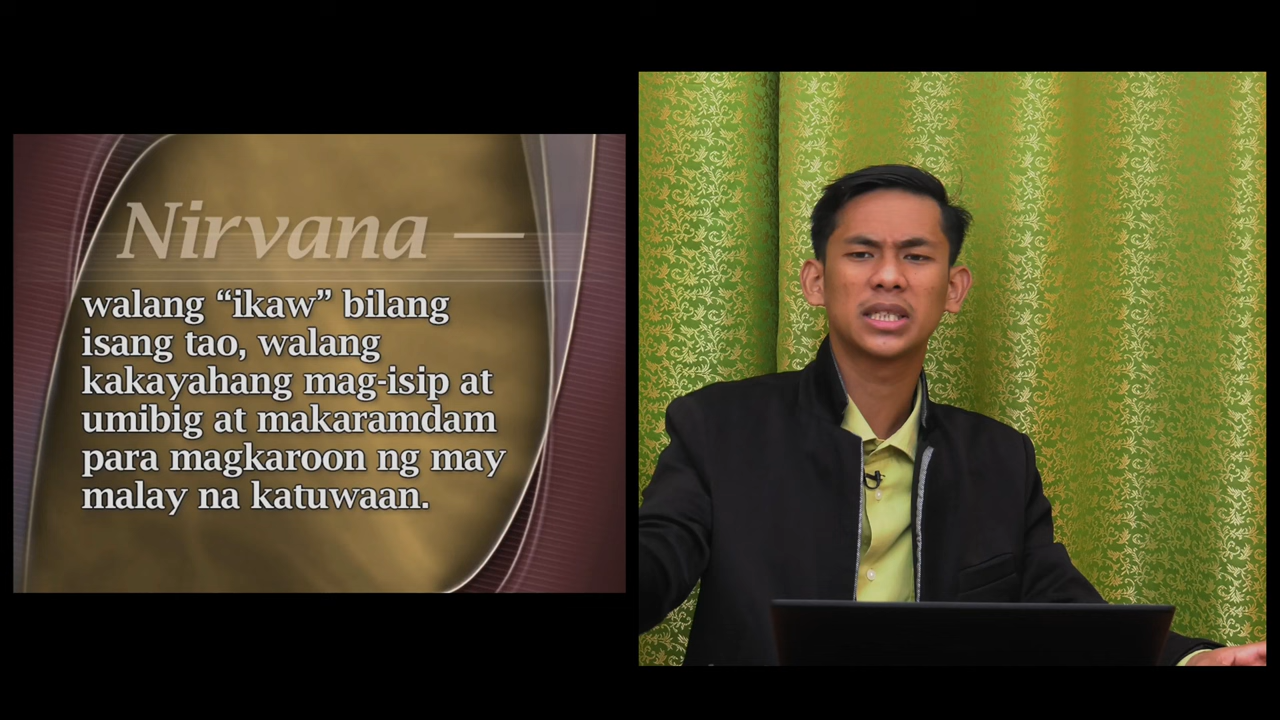 Nirvana —
walang “ikaw” bilang
isang tao, walang
kakayahang mag-isip at
umibig at makaramdam
para magkaroon ng may
malay na katuwaan.